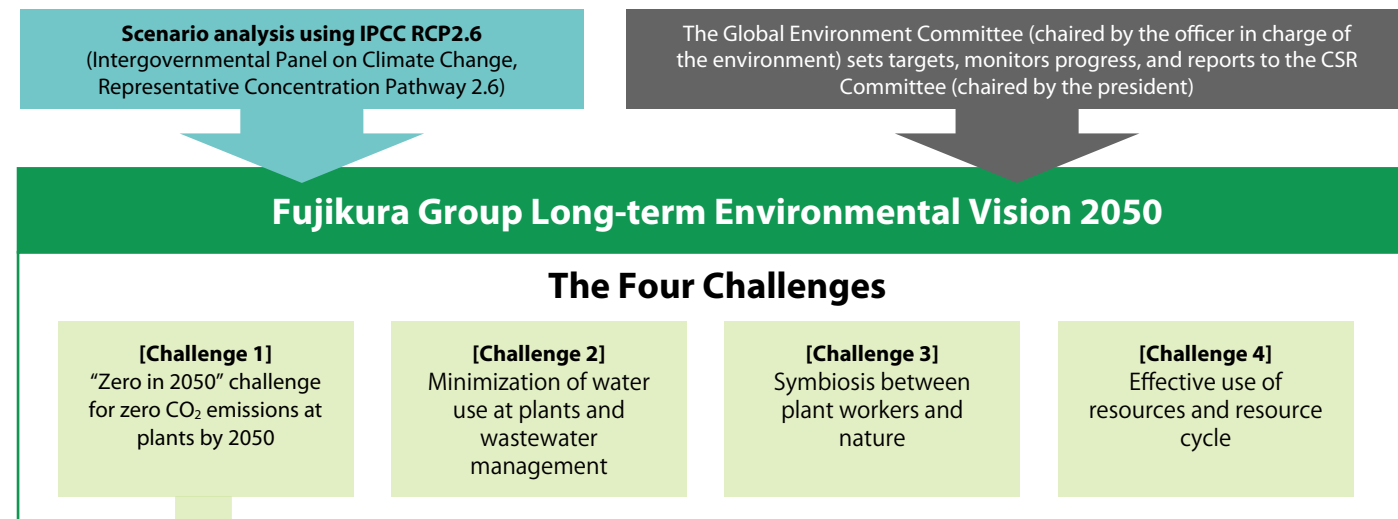 Scenario analysis using IPCC RCP2.6
(Intergovernmental Panel on Climate Change,
Representative Concentration Pathway 2.6)
The Global Environment Committee (chaired by the officer in charge of
the environment) sets targets, monitors progress, and reports to the CSR
Committee (chaired by the president)
Fujikura Group Long-term Environmental Vision 2050
The Four Challenges
[Challenge 1]
“Zero in 2050” challenge
for zero CO₂ emissions at
plants by 2050
[Challenge 2]
Minimization of water
use at plants and
wastewater
management
[Challenge 3]
Symbiosis between
plant workers and
nature
[Challenge 4]
Effective use of
resources and resource
cycle